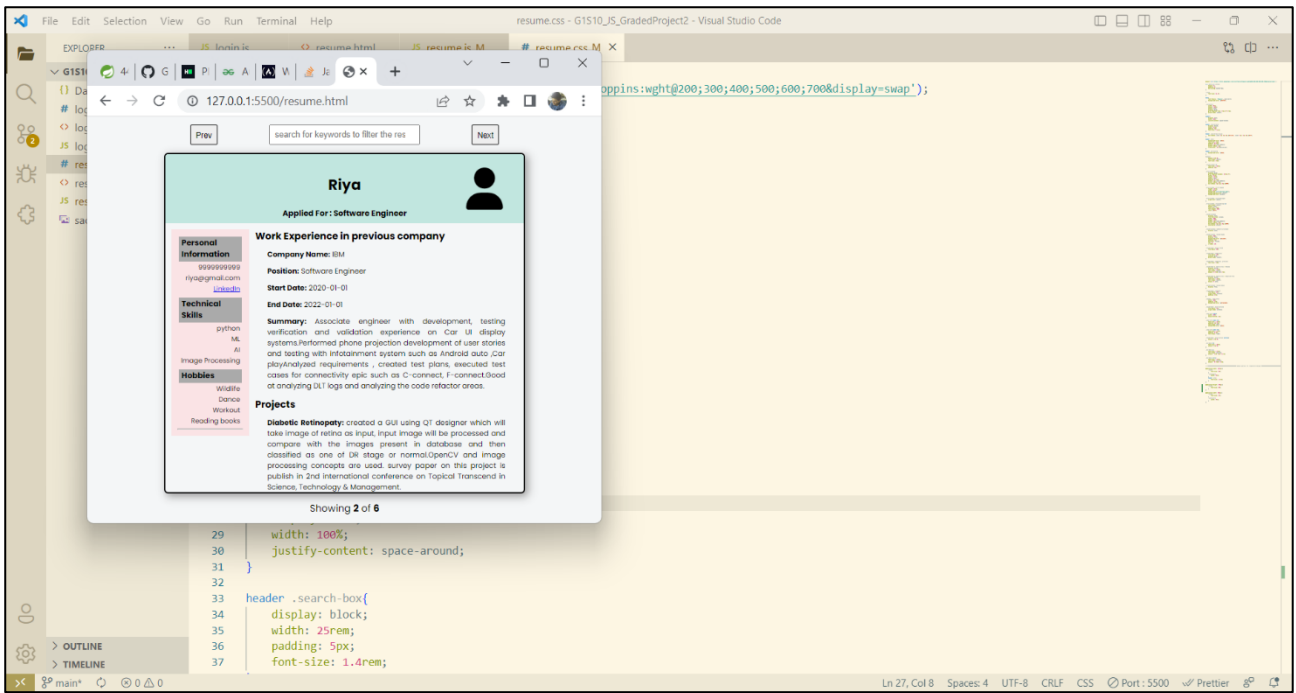 File Edit Selection View Go Run Terminal Help
resume.css - G1S10_JS_GradedProject2 - Visual Studio Code
EXPLORER
JS login.js
resume.html
JS resume.js M
# resume.css M
127.0.0.1:5500/resume.html
oppins:wght@200;300;400;500;600;700&display=swap');
Prev
search for keywords to filter the res
Next
Riya
Applied For : Software Engineer
Personal
Information
9999999999
riya@gmail.com
LinkedIn
Technical
Skills
python
ML
AI
Image Processing
Hobbies
Wildlife
Dance
Workout
Reading books
Work Experience in previous company
Company Name: IBM
Position: Software Engineer
Start Date: 2020-01-01
End Date: 2022-01-01
Summary: Associate engineer with development, testing
verification and validation experience on Car UI display
systems.Performed phone projection development of user stories
and testing with infotainment system such as Android auto ,Car
playAnalyzed requirements , created test plans, executed test
cases for connectivity epic such as C-connect, F-connect.Good
at analyzing DLT logs and analyzing the code refactor areas.
Projects
Diabetic Retinopaty: created a GUI using QT designer which will
take image of retina as input, input image will be processed and
compare with the images present in database and then
classified as one of DR stage or normal.OpenCV and image
processing concepts are used. survey paper on this project is
publish in 2nd international conference on Topical Transcend in
Science, Technology & Management.
Showing 2 of 6
29 width: 100%;
30 justify-content: space-around;
31 }
32
33 header .search-box{
34 display: block;
35 width: 25rem;
36 padding: 5px;
37 font-size: 1.4rem;
OUTLINE
TIMELINE
main* 0 0 Ln 27, Col 8 Spaces: 4 UTF-8 CRLF CSS Port : 5500 Prettier